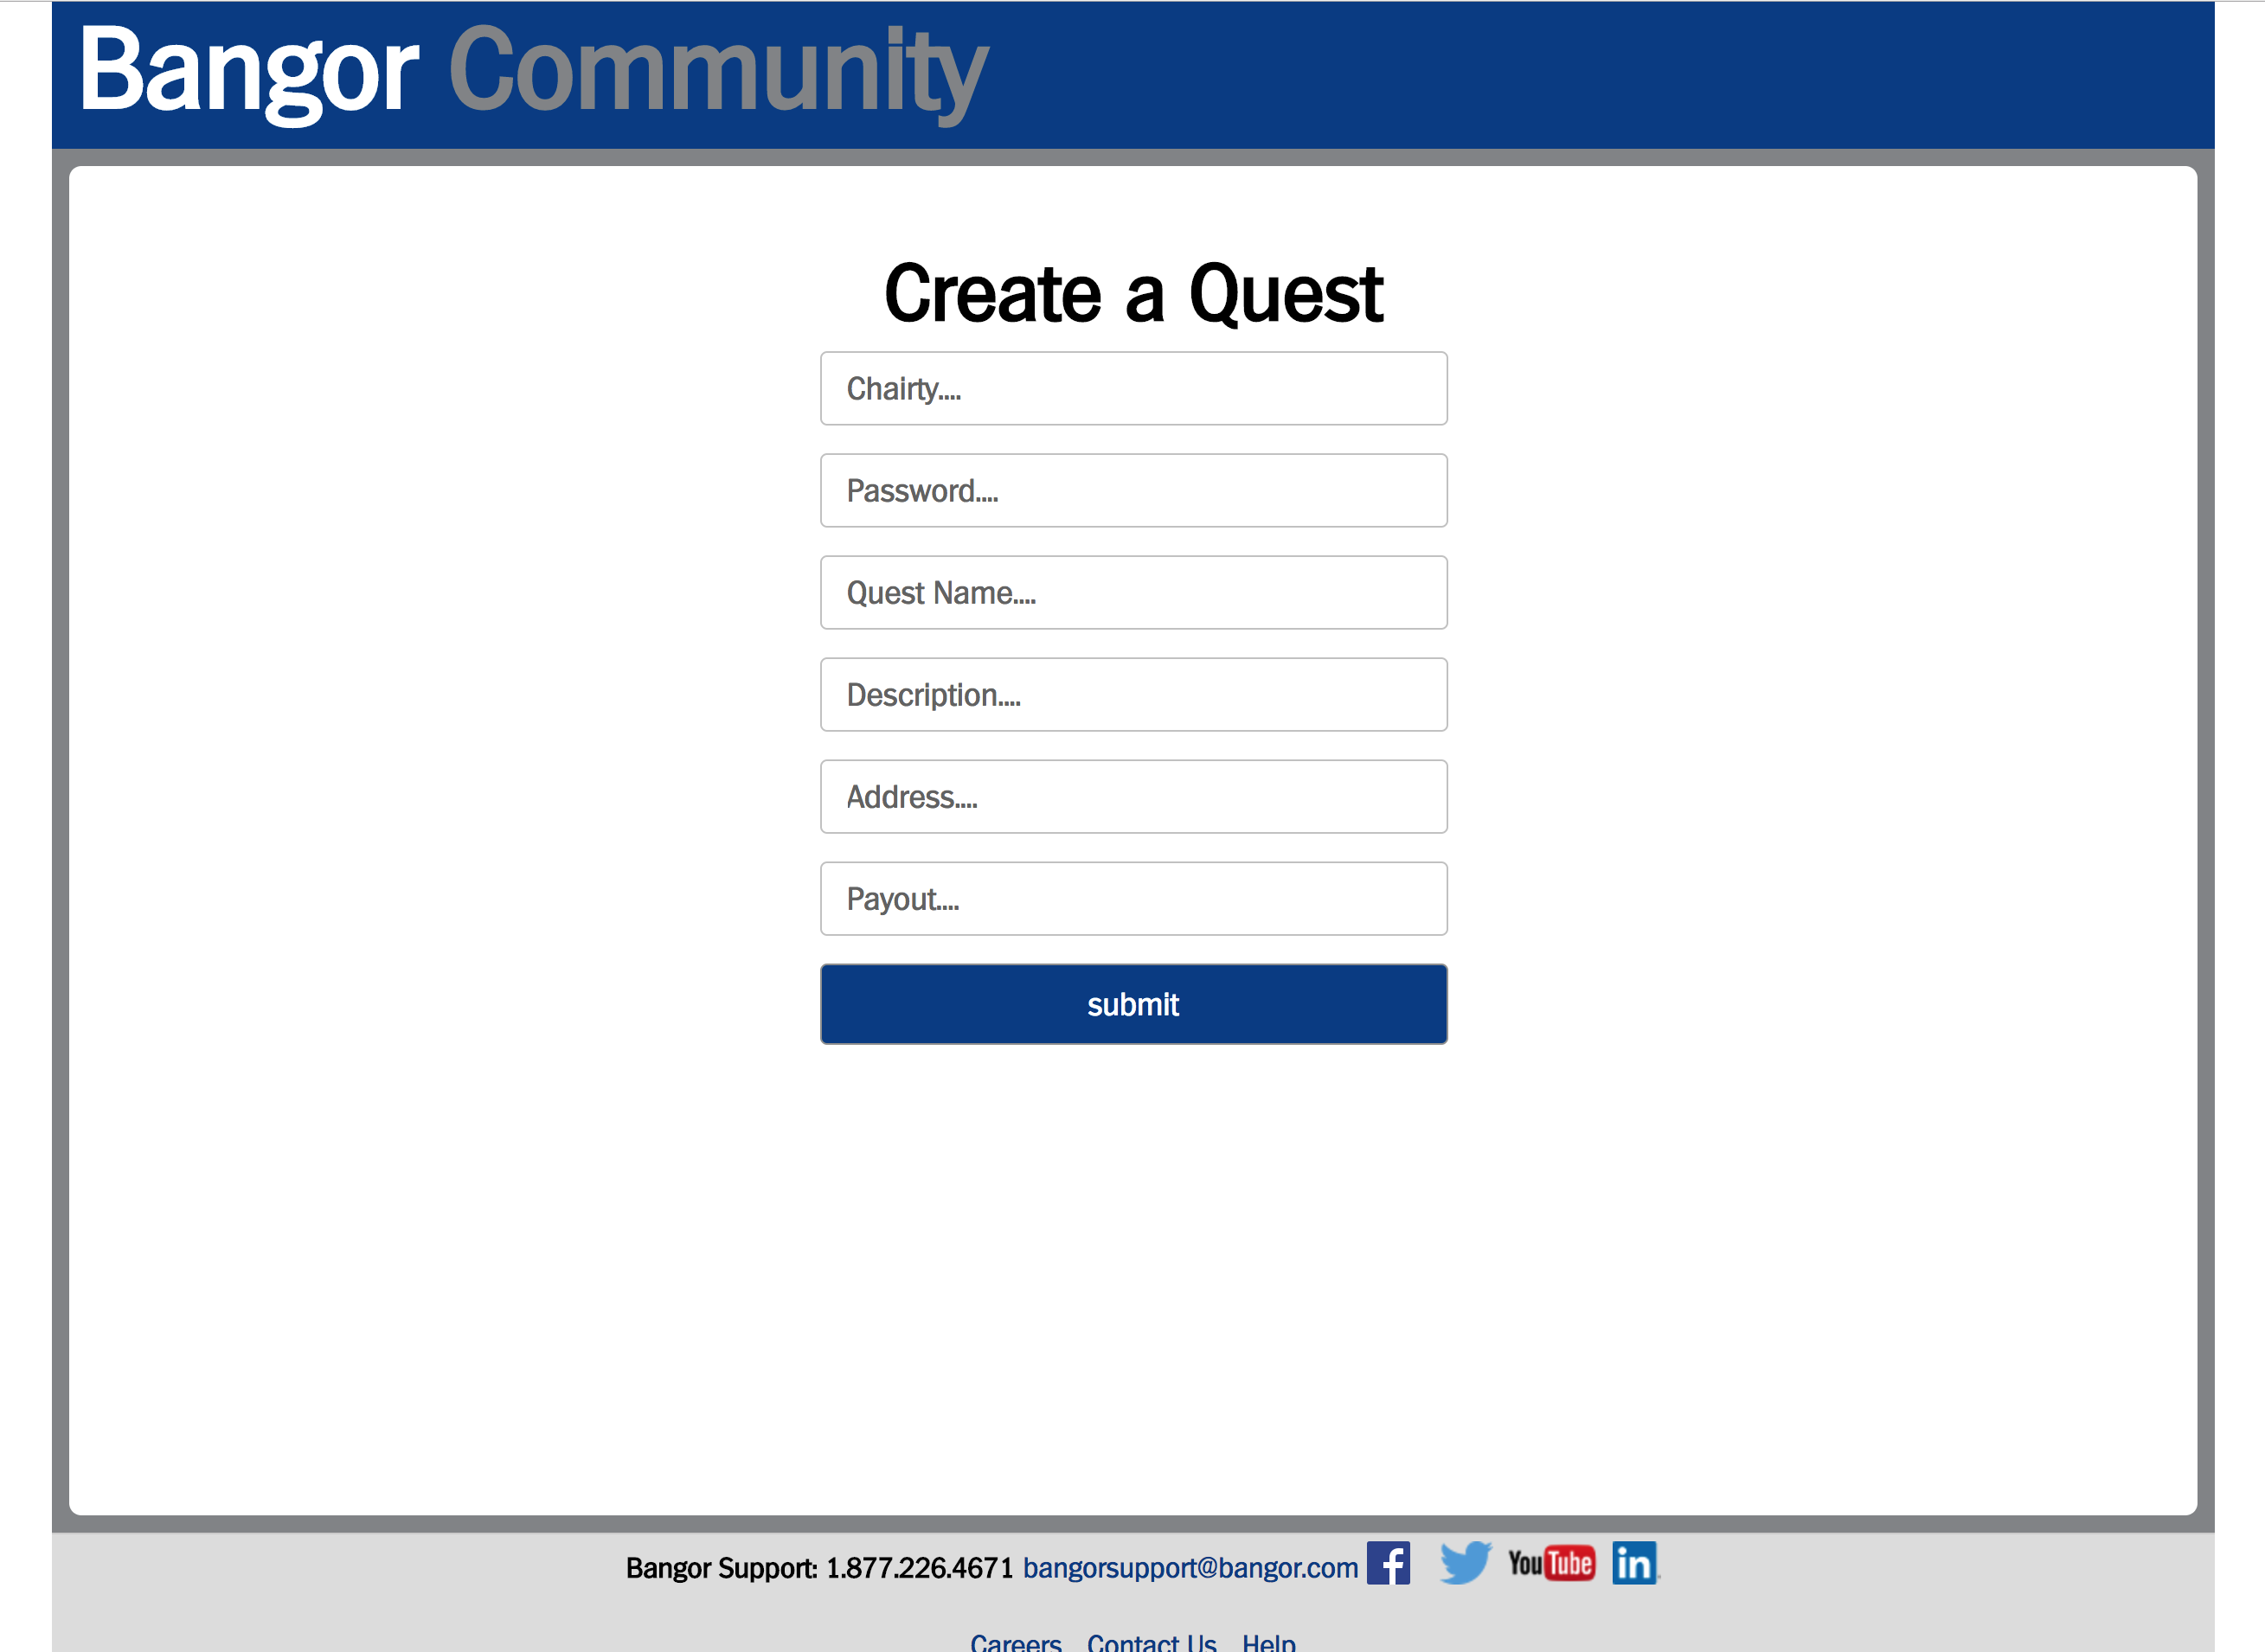 Bangor Community
Create a Quest
Chairty....
Password....
Quest Name....
Description....
Address....
Payout....
submit
Bangor Support: 1.877.226.4671 bangorsupport@bangor.com f YouTube in
Careers Contact Us Help